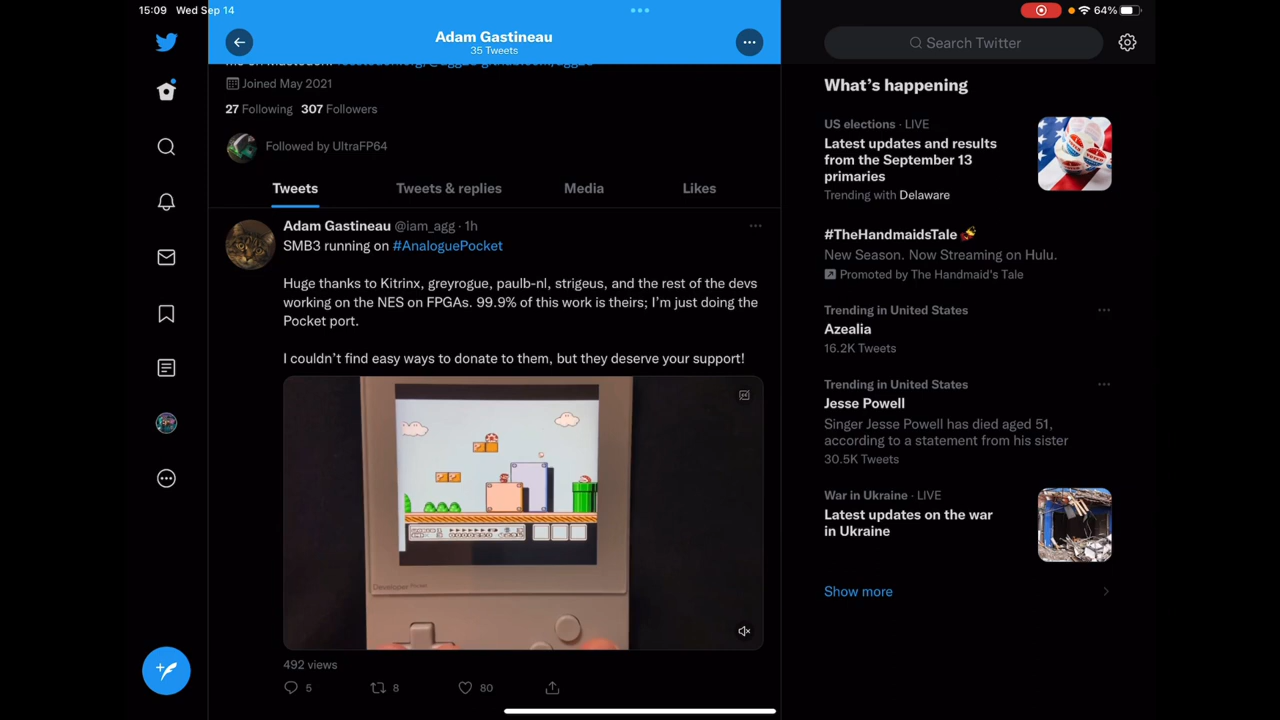 15:09 Wed Sep 14
64%
Adam Gastineau
35 Tweets
Search Twitter
Joined May 2021
27 Following 307 Followers
Followed by UltraFP64
Tweets Tweets & replies Media Likes
Adam Gastineau @iam_agg · 1h
SMB3 running on #AnaloguePocket
Huge thanks to Kitrinx, greyrogue, paulb-nl, strigeus, and the rest of the devs
working on the NES on FPGAs. 99.9% of this work is theirs; I'm just doing the
Pocket port.
I couldn't find easy ways to donate to them, but they deserve your support!
Developer Pocket
492 views
5 8 80
What's happening
US elections · LIVE
Latest updates and results
from the September 13
primaries
Trending with Delaware
#TheHandmaidsTale
New Season. Now Streaming on Hulu.
Promoted by The Handmaid's Tale
Trending in United States
Azealia
16.2K Tweets
Trending in United States
Jesse Powell
Singer Jesse Powell has died aged 51,
according to a statement from his sister
30.5K Tweets
War in Ukraine · LIVE
Latest updates on the war
in Ukraine
Show more